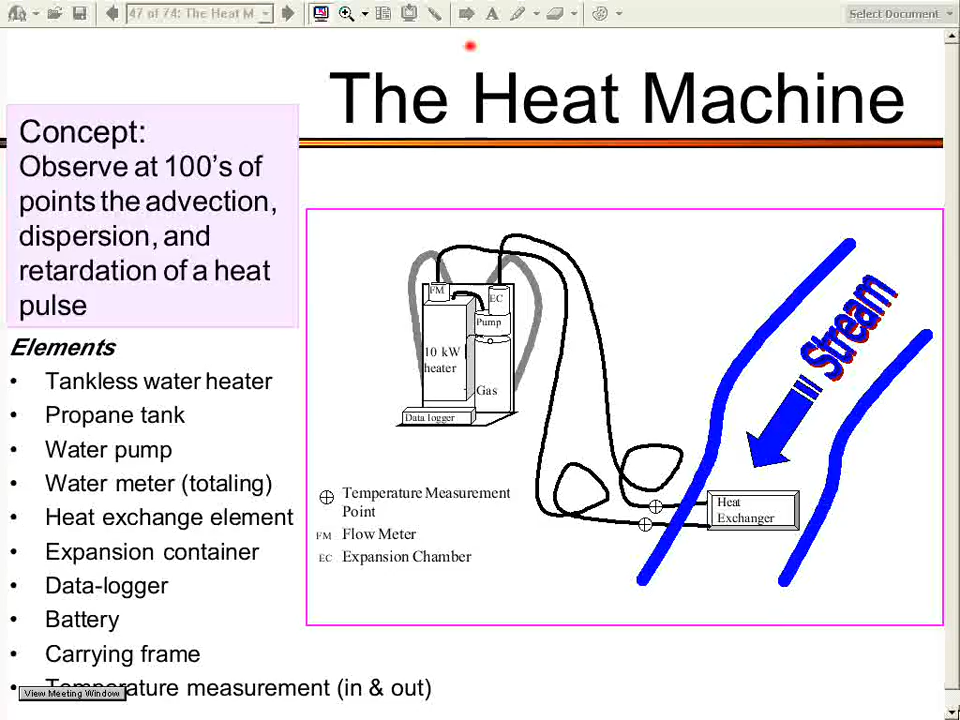 47 of 74: The Heat M
Select Document
The Heat Machine
Concept:
Observe at 100’s of
points the advection,
dispersion, and
retardation of a heat
pulse
Elements
• Tankless water heater
• Propane tank
• Water pump
• Water meter (totaling)
• Heat exchange element
• Expansion container
• Data-logger
• Battery
• Carrying frame
• Temperature measurement (in & out)
View Meeting Window
FM
EC
Pump
10 kW
heater
Gas
Data logger
Stream
Heat
Exchanger
Temperature Measurement
Point
FM Flow Meter
EC Expansion Chamber